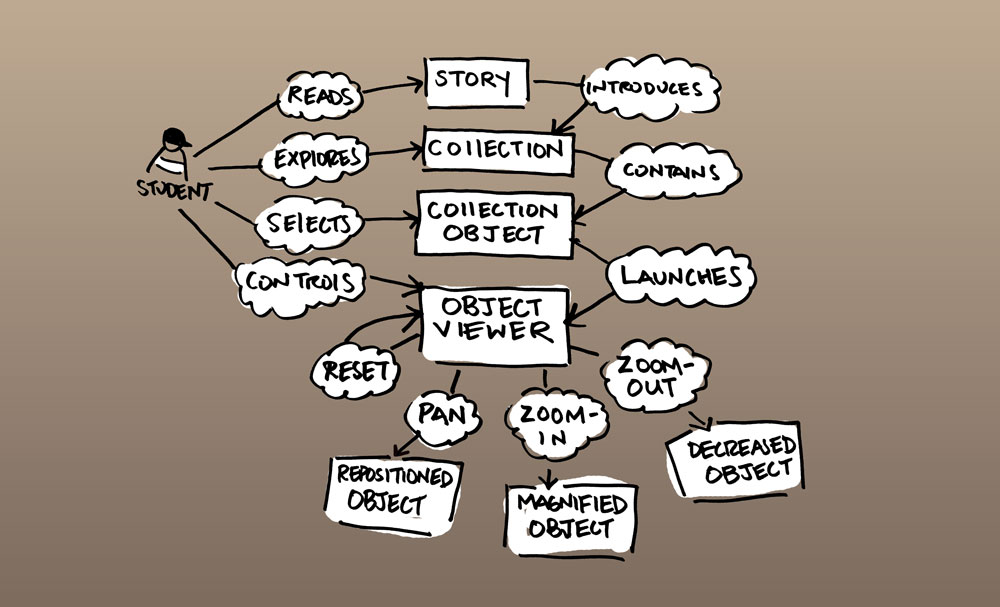 READS
STORY
INTRODUCES
EXPLORES
COLLECTION
CONTAINS
STUDENT
SELECTS
COLLECTION
OBJECT
CONTROLS
LAUNCHES
OBJECT
VIEWER
RESET
ZOOM-
OUT
PAN
ZOOM-
IN
REPOSITIONED
OBJECT
MAGNIFIED
OBJECT
DECREASED
OBJECT